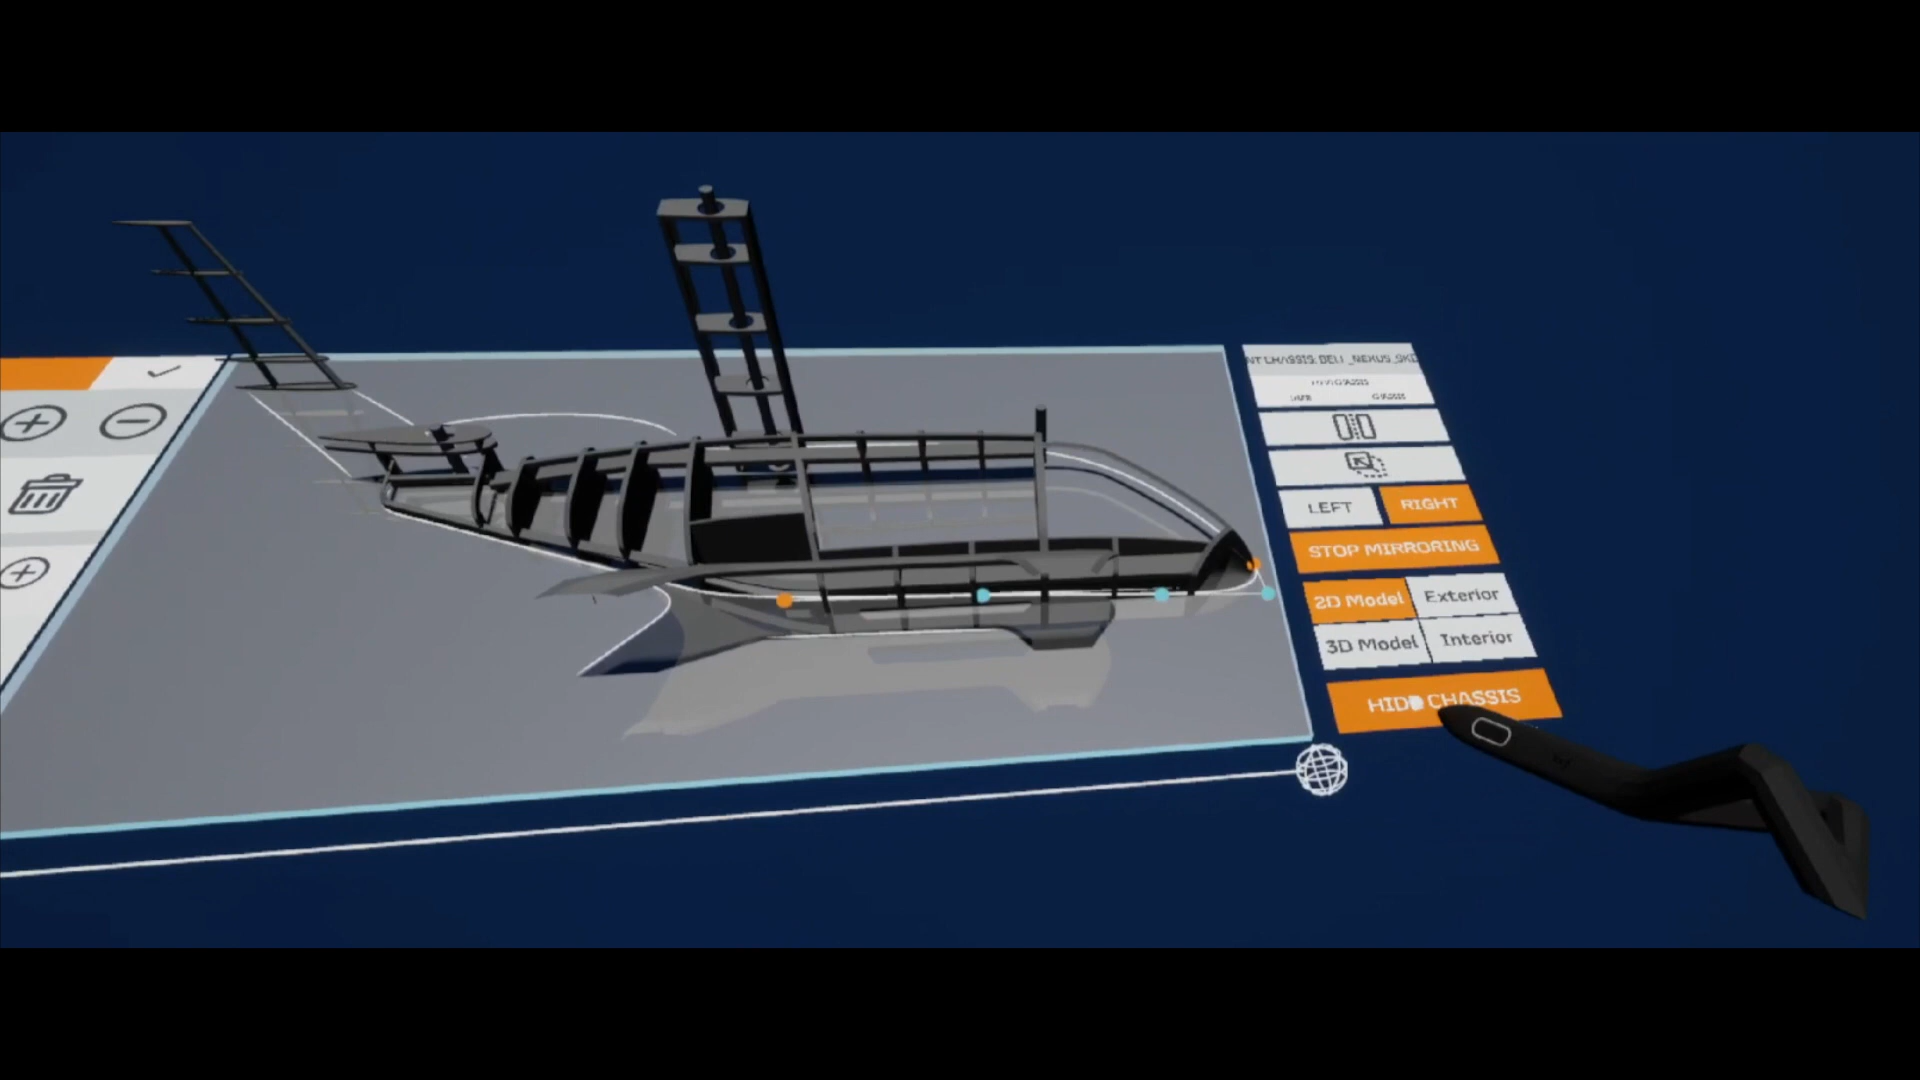 LEFT
RIGHT
STOP MIRRORING
2D Model
Exterior
3D Model
Interior
CHASSIS